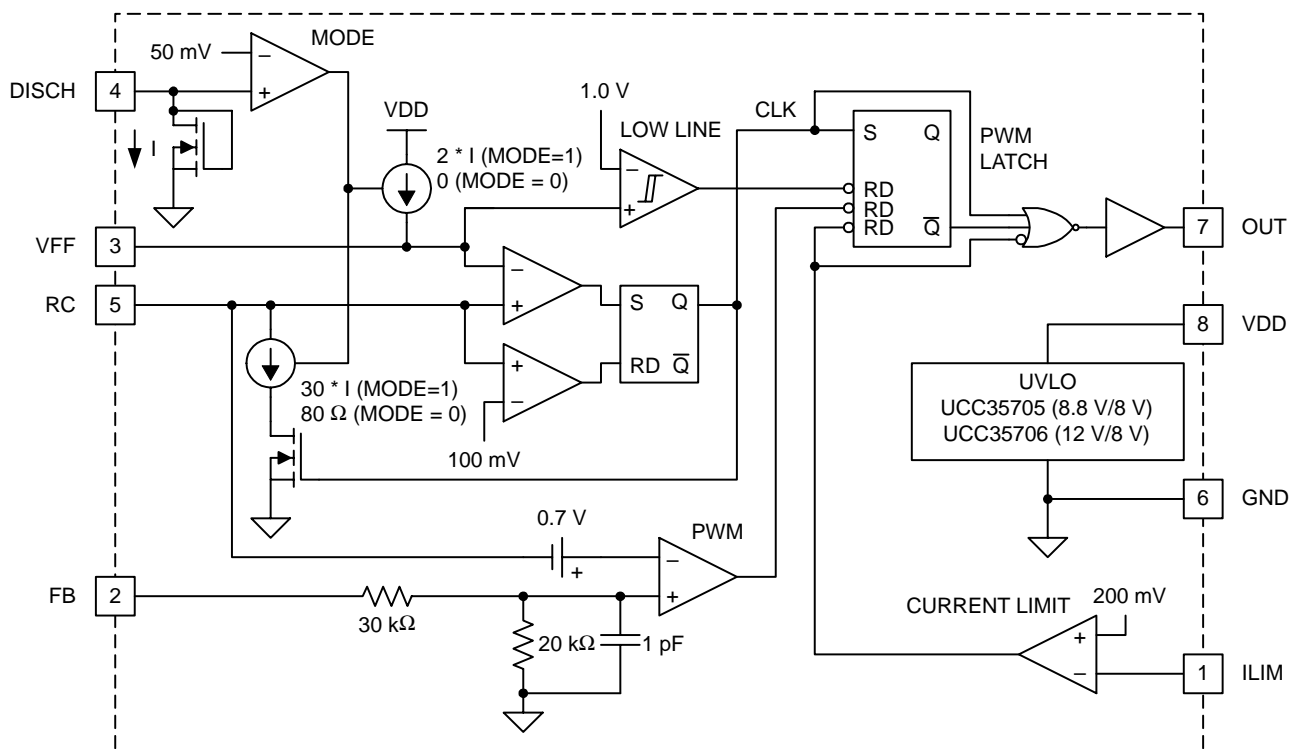 50 mV
MODE
DISCH
4
I
VDD
2 * I (MODE=1)
0 (MODE = 0)
1.0 V
LOW LINE
CLK
S
Q
RD
RD
RD
Q
PWM
LATCH
7
OUT
VFF
3
RC
5
S
Q
RD
Q
30 * I (MODE=1)
80 Ω (MODE = 0)
100 mV
8
VDD
UVLO
UCC35705 (8.8 V/8 V)
UCC35706 (12 V/8 V)
6
GND
0.7 V
+
PWM
FB
2
30 kΩ
20 kΩ
1 pF
CURRENT LIMIT
200 mV
1
ILIM